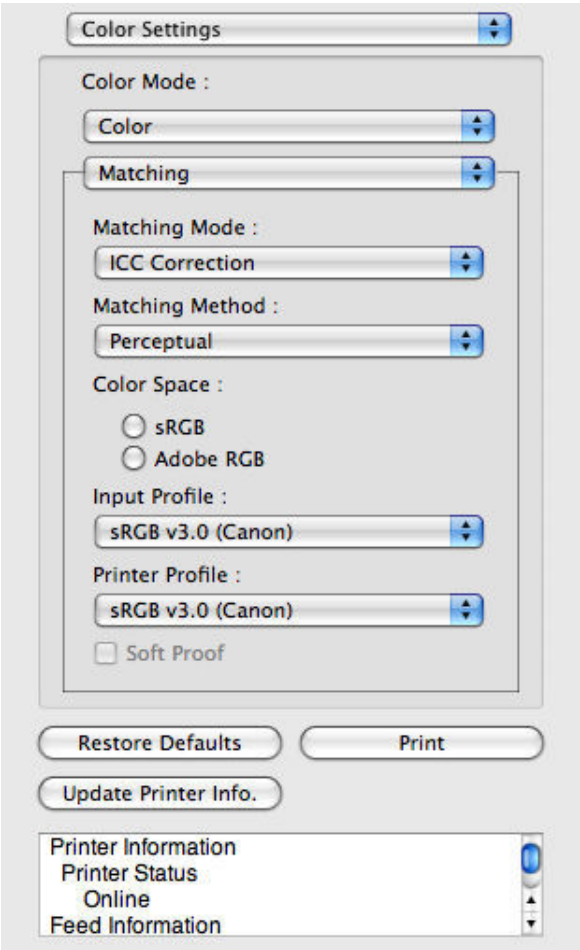 Color Settings
Color Mode :
Color
Matching
Matching Mode :
ICC Correction
Matching Method :
Perceptual
Color Space :
sRGB
Adobe RGB
Input Profile :
sRGB v3.0 (Canon)
Printer Profile :
sRGB v3.0 (Canon)
Soft Proof
Restore Defaults Print
Update Printer Info.
Printer Information
Printer Status
Online
Feed Information